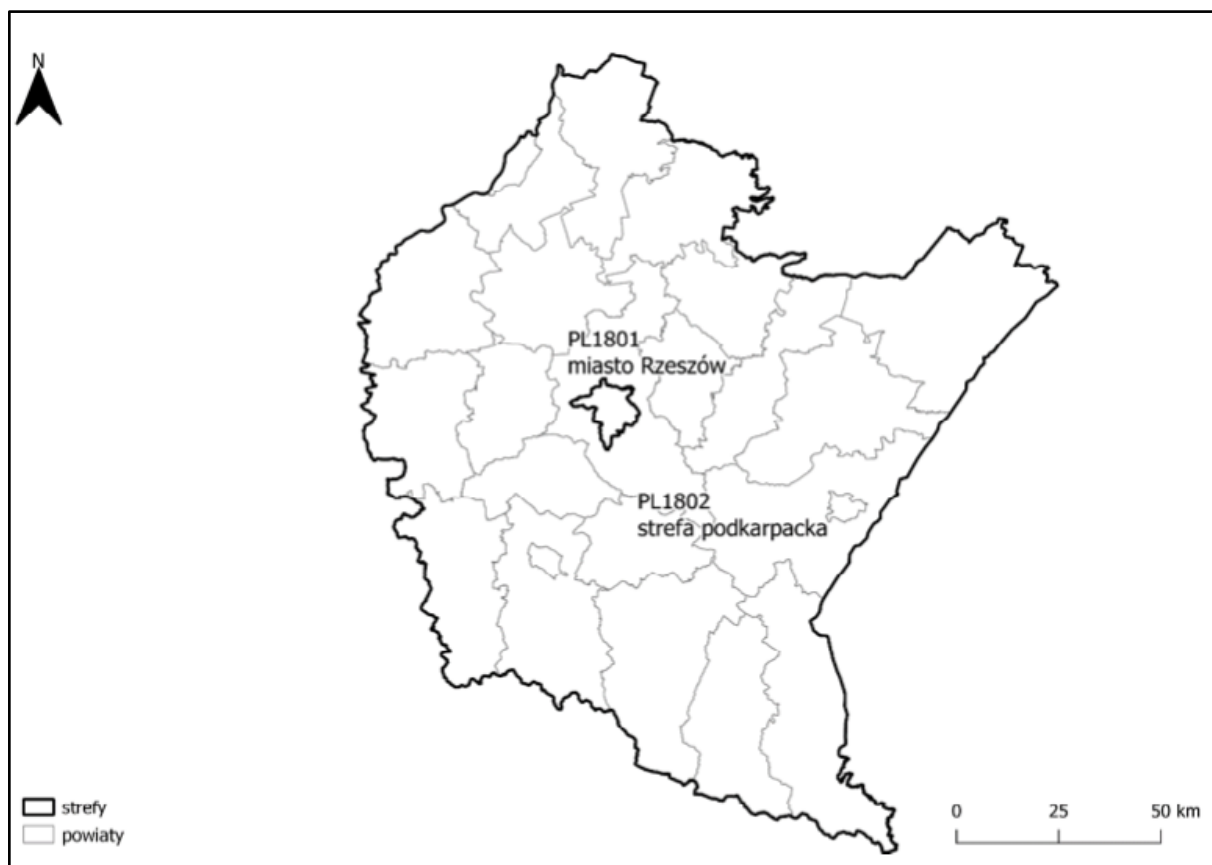 N
PL1801
miasto Rzeszów
PL1802
strefa podkarpacka
strefy
powiaty
0 25 50 km